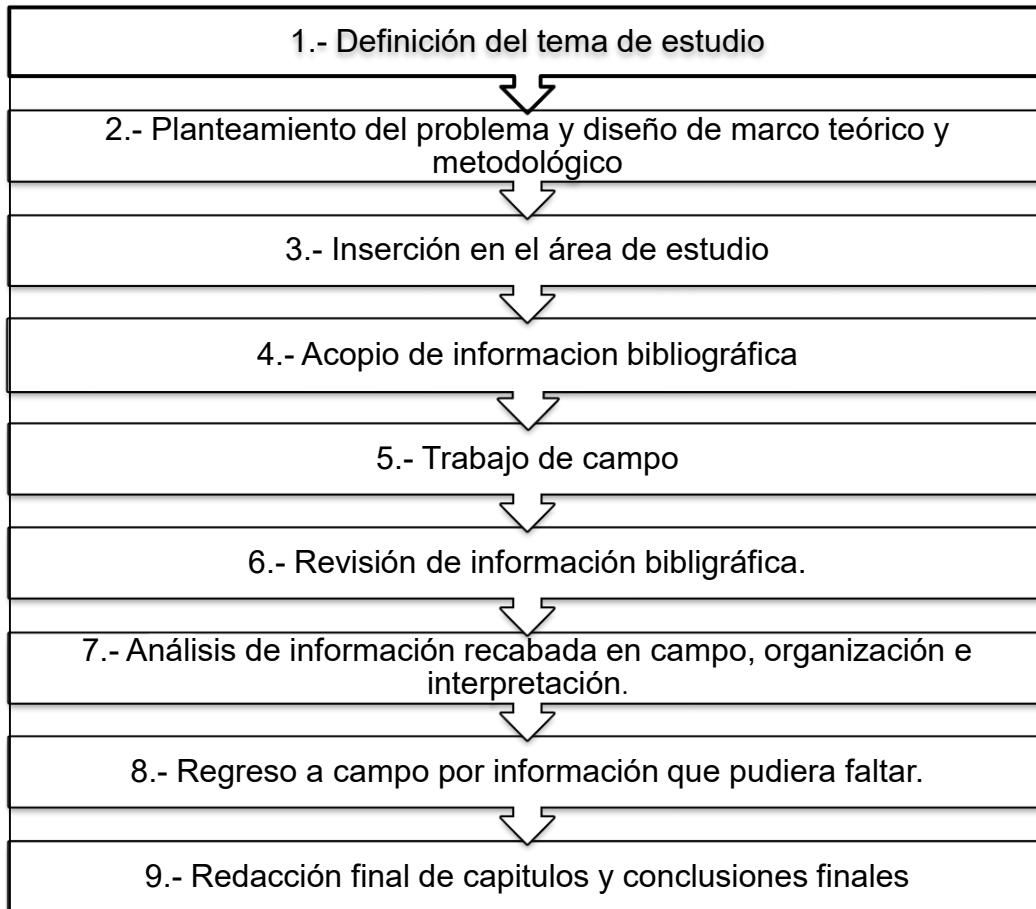 1.- Definición del tema de estudio
2.- Planteamiento del problema y diseño de marco teórico y
metodológico
3.- Inserción en el área de estudio
4.- Acopio de informacion bibliográfica
5.- Trabajo de campo
6.- Revisión de información bibligráfica.
7.- Análisis de información recabada en campo, organización e
interpretación.
8.- Regreso a campo por información que pudiera faltar.
9.- Redacción final de capitulos y conclusiones finales